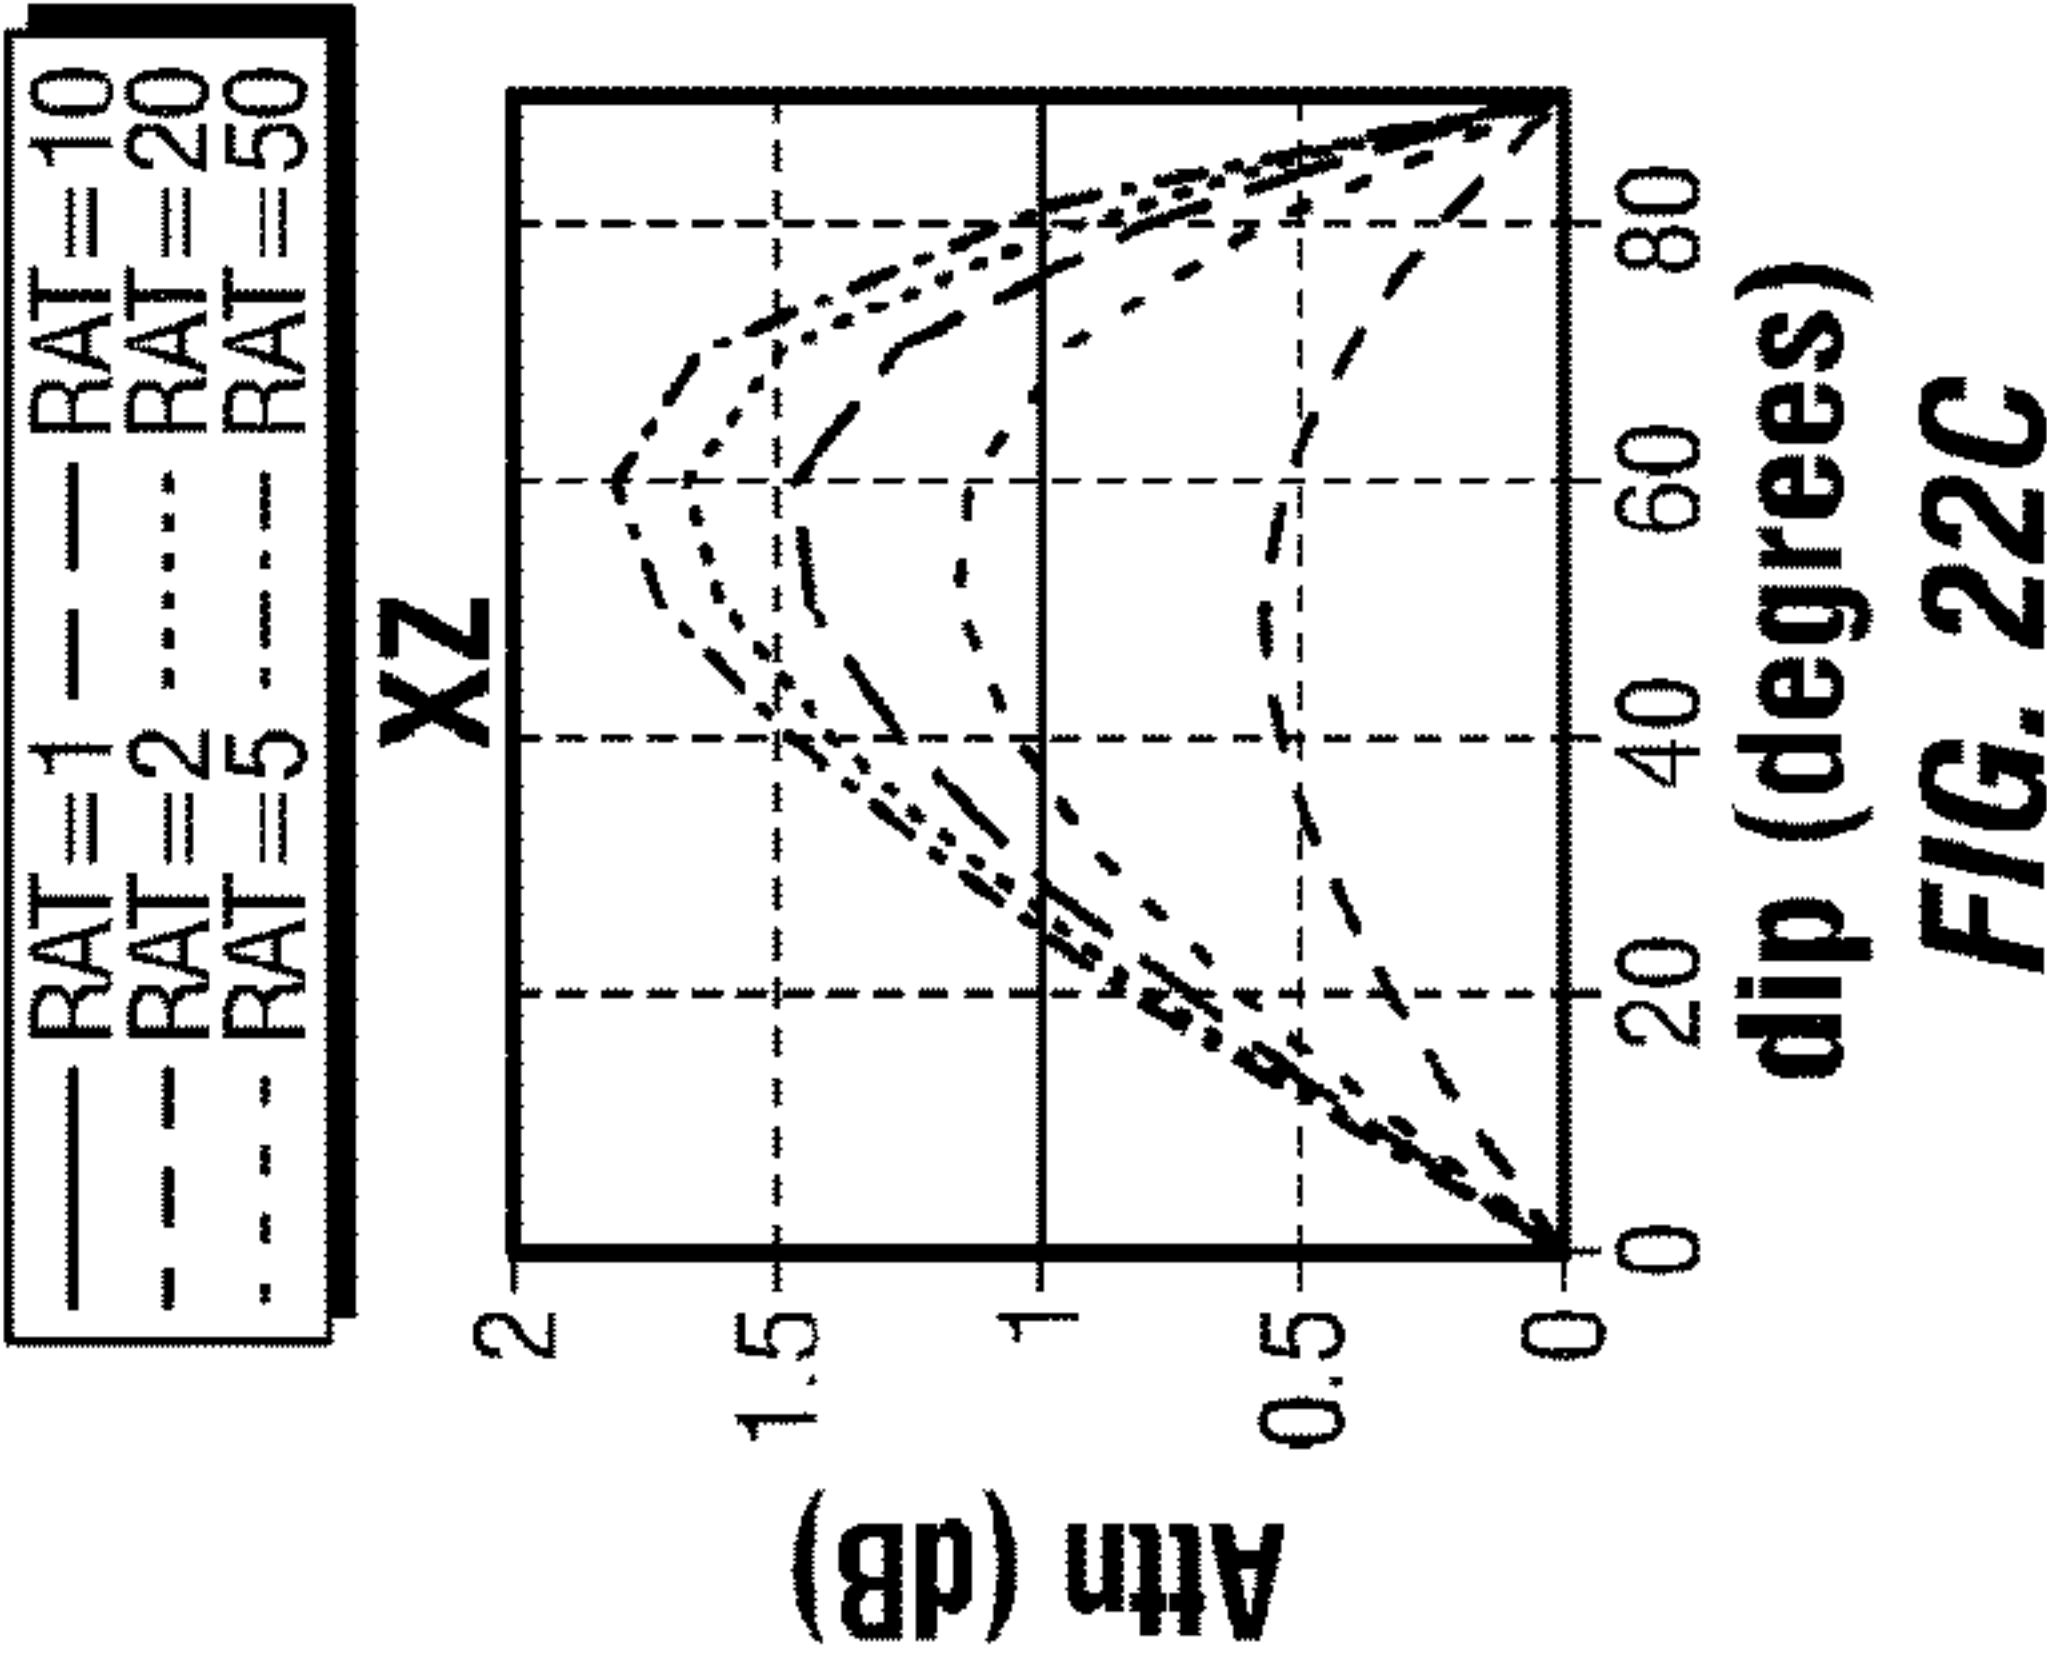 RAT=1 RAT=10
RAT=2 RAT=20
RAT=5 RAT=50
XZ
Attn (dB)
2
1.5
1
0.5
0
0 20 40 60 80
dip (degrees)
FIG. 22C